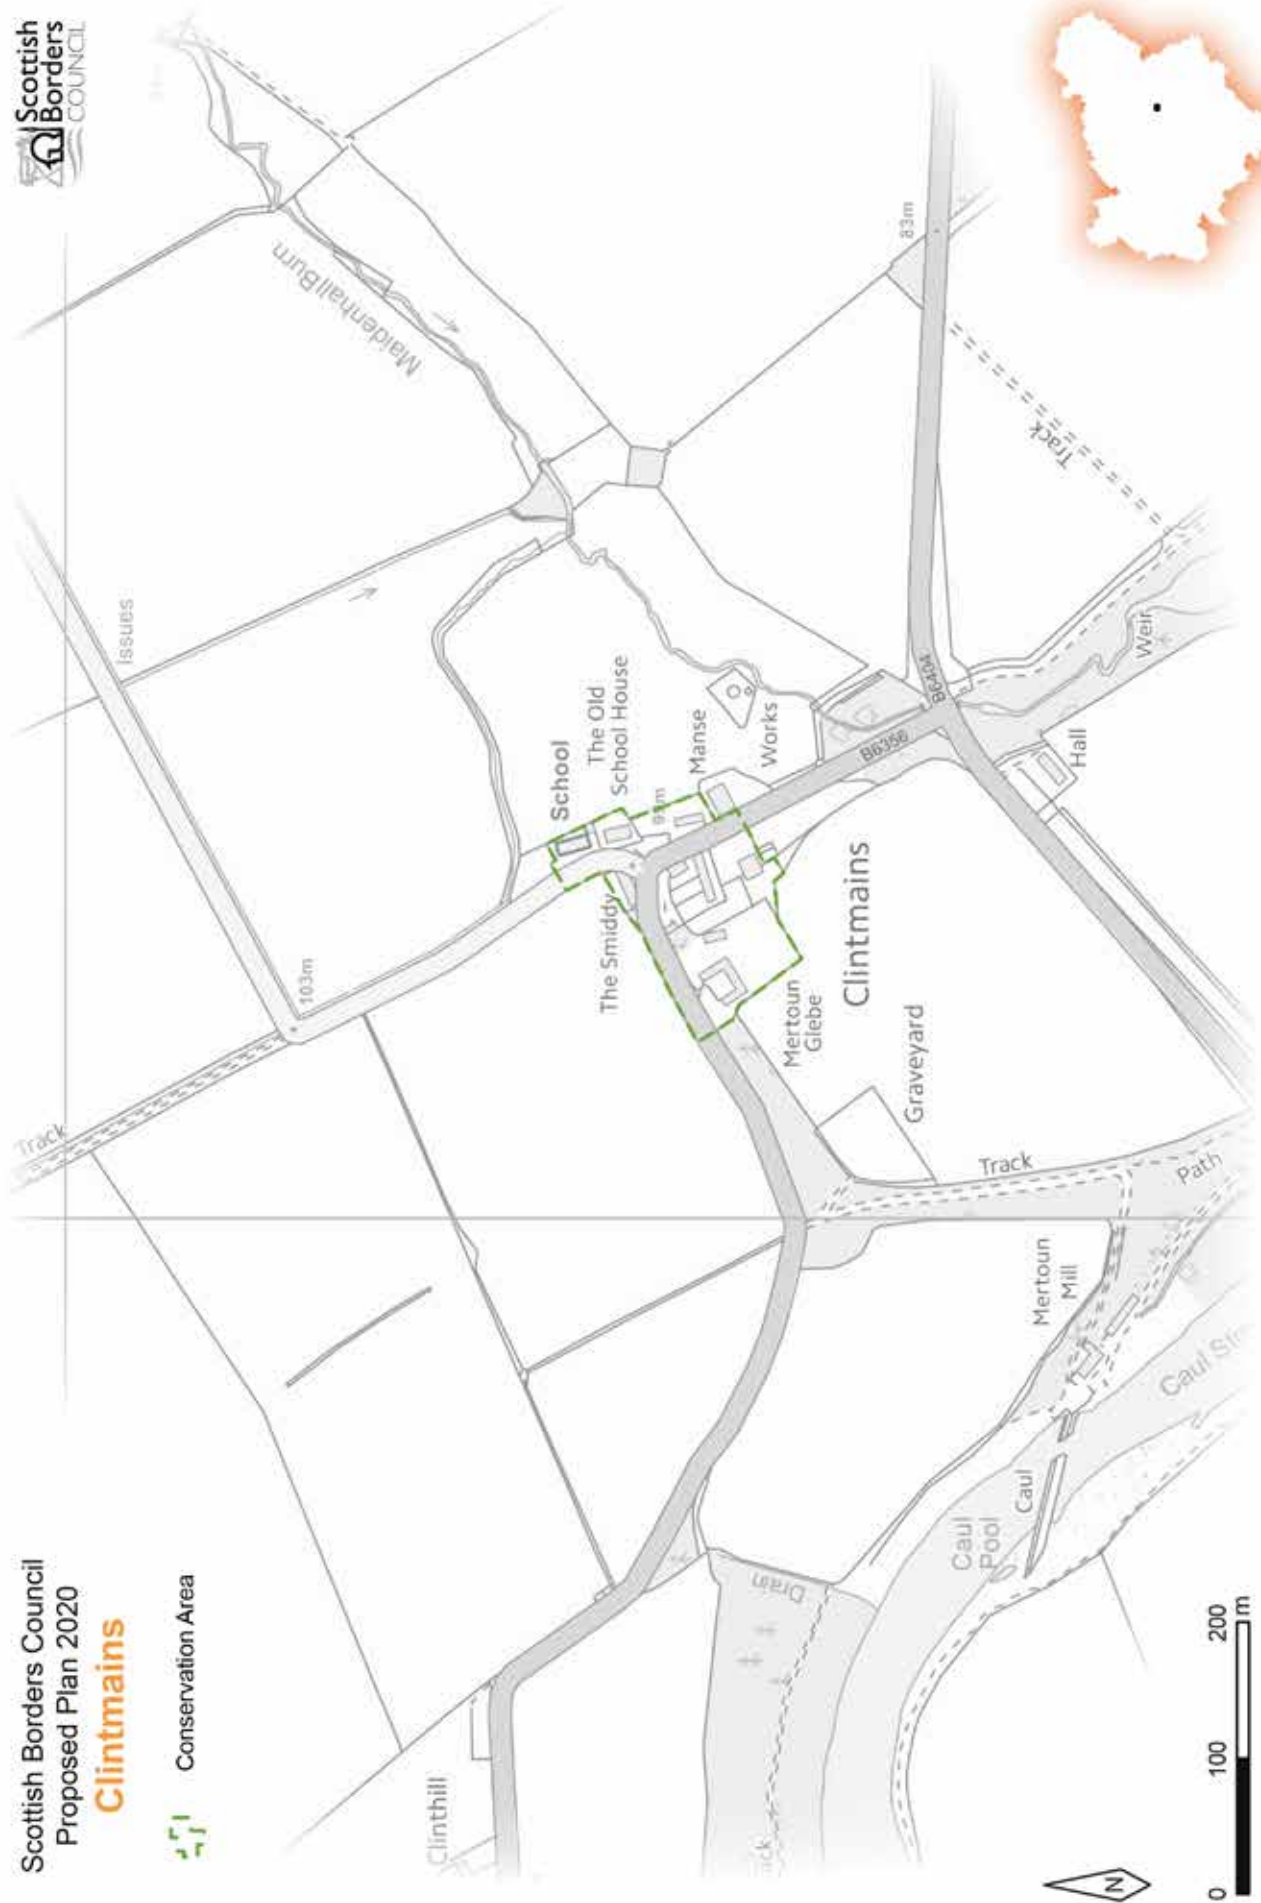 Scottish Borders Council
Proposed Plan 2020
Clintmains
Conservation Area
Scottish
Borders
COUNCIL
Track
Issues
103m
Maidenhall Burn
School
The Old
School House
The Smiddy
Manse
Works
83m
B6404
B6356
Track
Weir
Hall
Clintmains
Mertoun
Glebe
Graveyard
Track
Path
Mertoun
Mill
Caul
Caul
Pool
Drain
Clinthill
N
0
100
200
m